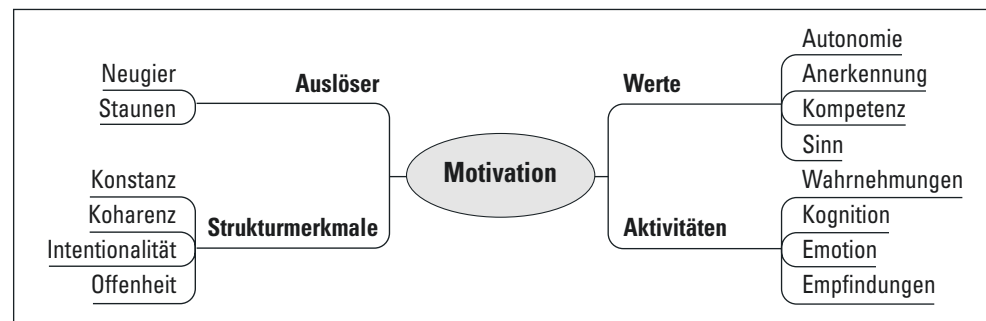 Neugier
Staunen
Auslöser
Konstanz
Koharenz
Intentionalität
Offenheit
Strukturmerkmale
Motivation
Werte
Autonomie
Anerkennung
Kompetenz
Sinn
Aktivitäten
Wahrnehmungen
Kognition
Emotion
Empfindungen